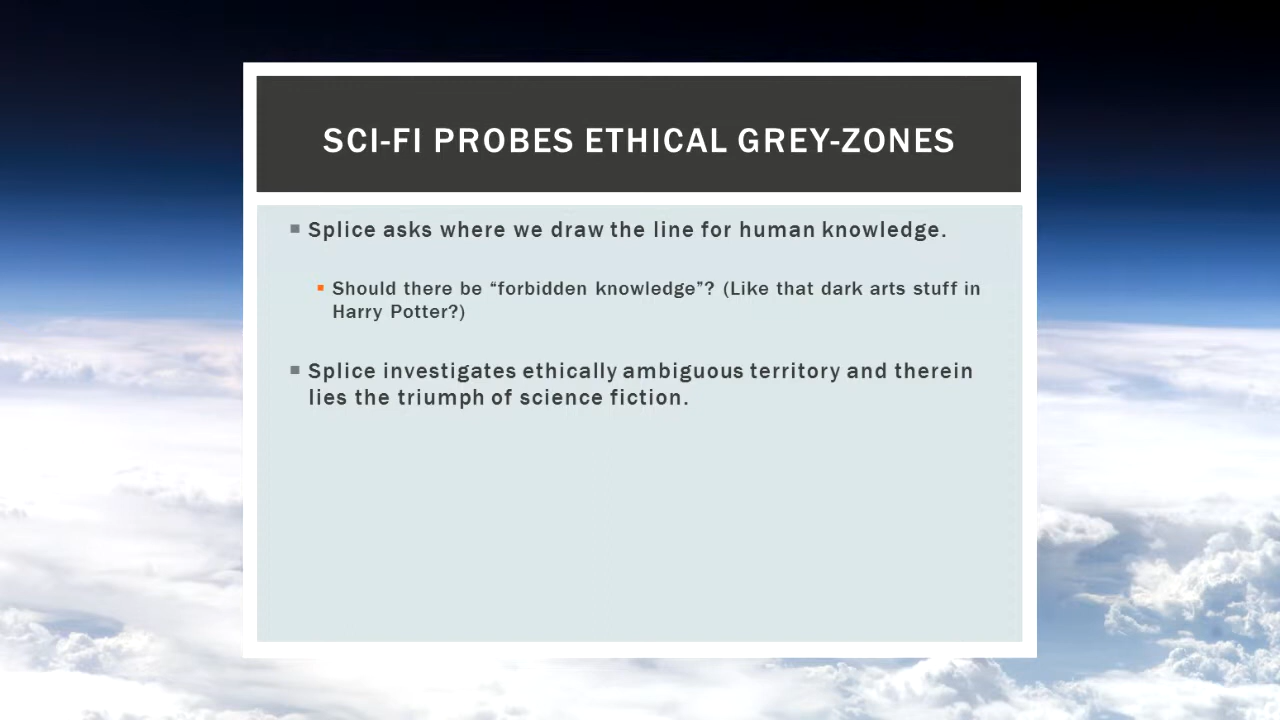 SCI-FI PROBES ETHICAL GREY-ZONES
Splice asks where we draw the line for human knowledge.
Should there be “forbidden knowledge”? (Like that dark arts stuff in
Harry Potter?)
Splice investigates ethically ambiguous territory and therein
lies the triumph of science fiction.